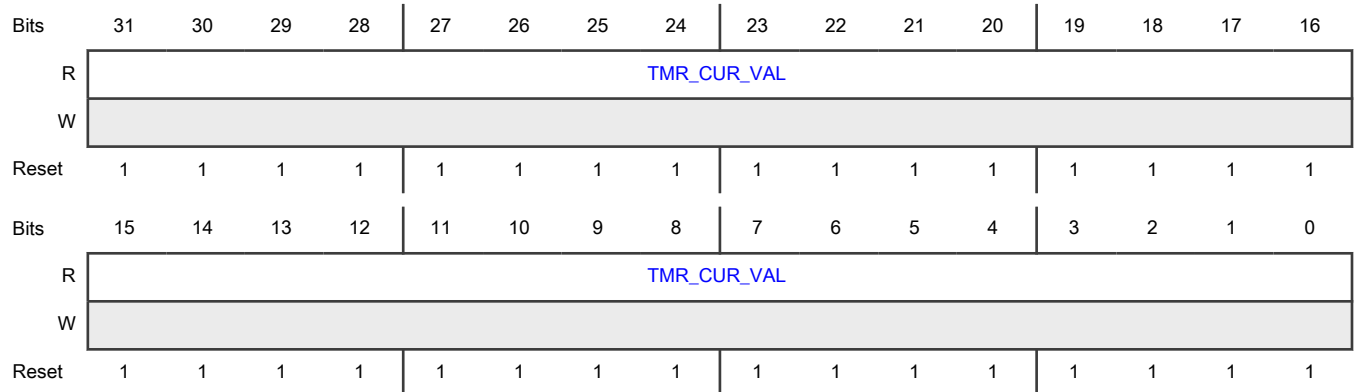 Bits 31 30 29 28 27 26 25 24 23 22 21 20 19 18 17 16
R TMR_CUR_VAL
W
Reset 1 1 1 1 1 1 1 1 1 1 1 1 1 1 1 1
Bits 15 14 13 12 11 10 9 8 7 6 5 4 3 2 1 0
R TMR_CUR_VAL
W
Reset 1 1 1 1 1 1 1 1 1 1 1 1 1 1 1 1